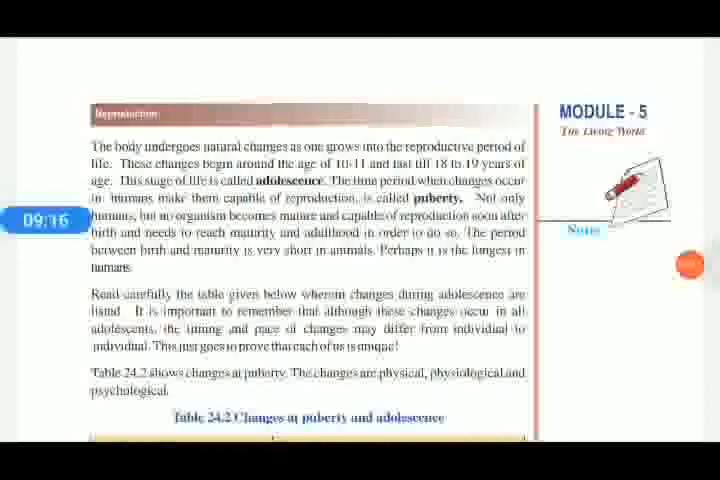 Reproduction
MODULE - 5
The Living World
The body undergoes natural changes as one grows into the reproductive period of
life. These changes begin around the age of 10-11 and last till 18 to 19 years of
age. This stage of life is called adolescence. The time period when changes occur
in humans make them capable of reproduction, is called puberty. Not only
humans, but no organism becomes mature and capable of reproduction soon after
birth and needs to reach maturity and adulthood in order to do so. The period
between birth and maturity is very short in animals. Perhaps it is the longest in
humans.
09:16
Notes
Read carefully the table given below wherein changes during adolescence are
listed. It is important to remember that although these changes occur in all
adolescents, the timing and pace of changes may differ from individual to
individual. This just goes to prove that each of us is unique!
Table 24.2 shows changes at puberty. The changes are physical, physiological and
psychological.
Table 24.2 Changes at puberty and adolescence